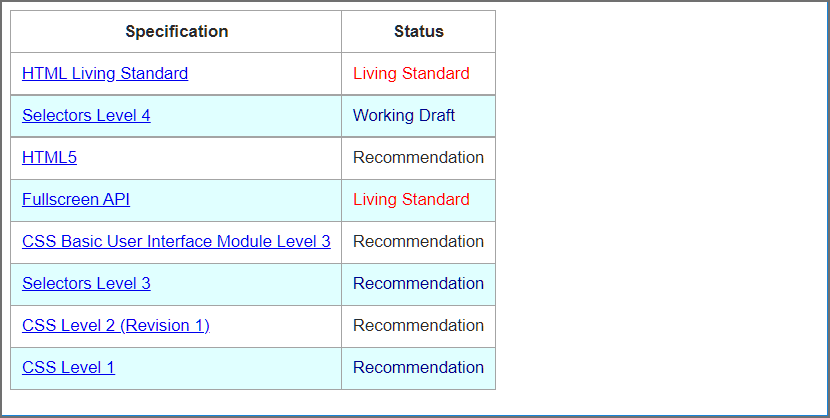 Specification Status
HTML Living Standard Living Standard
Selectors Level 4 Working Draft
HTML5 Recommendation
Fullscreen API Living Standard
CSS Basic User Interface Module Level 3 Recommendation
Selectors Level 3 Recommendation
CSS Level 2 (Revision 1) Recommendation
CSS Level 1 Recommendation